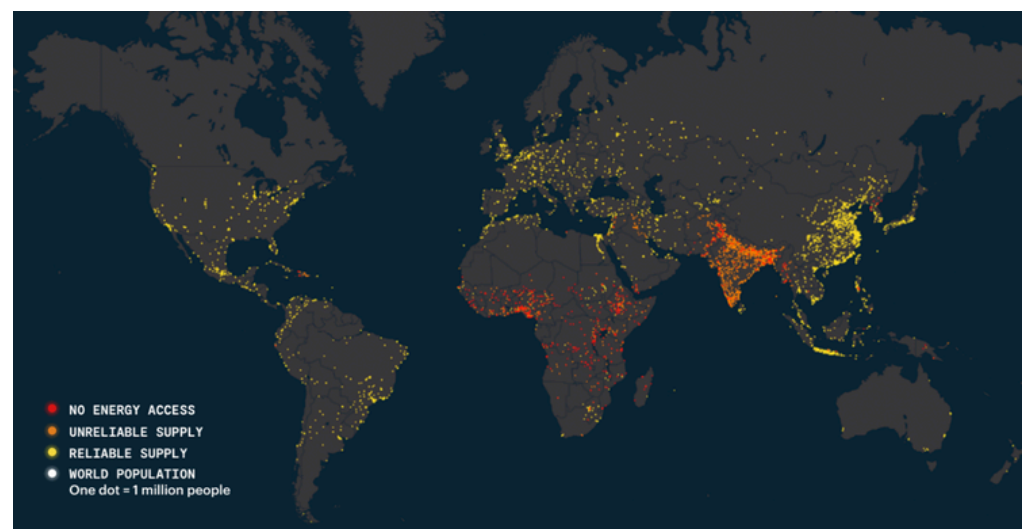 NO ENERGY ACCESS
UNRELIABLE SUPPLY
RELIABLE SUPPLY
WORLD POPULATION
One dot = 1 million people